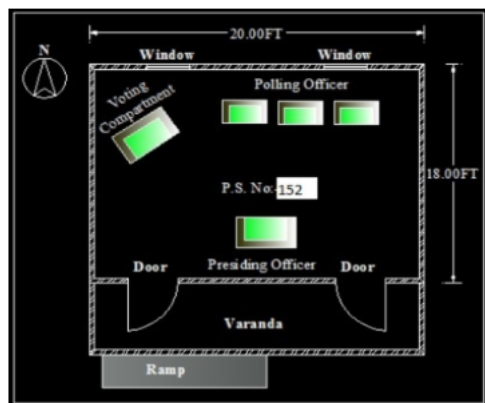 20.00FT
N
Window
Window
Voting
Compartment
Polling Officer
18.00FT
P.S. No:-152
Door
Presiding Officer
Door
Varanda
Ramp